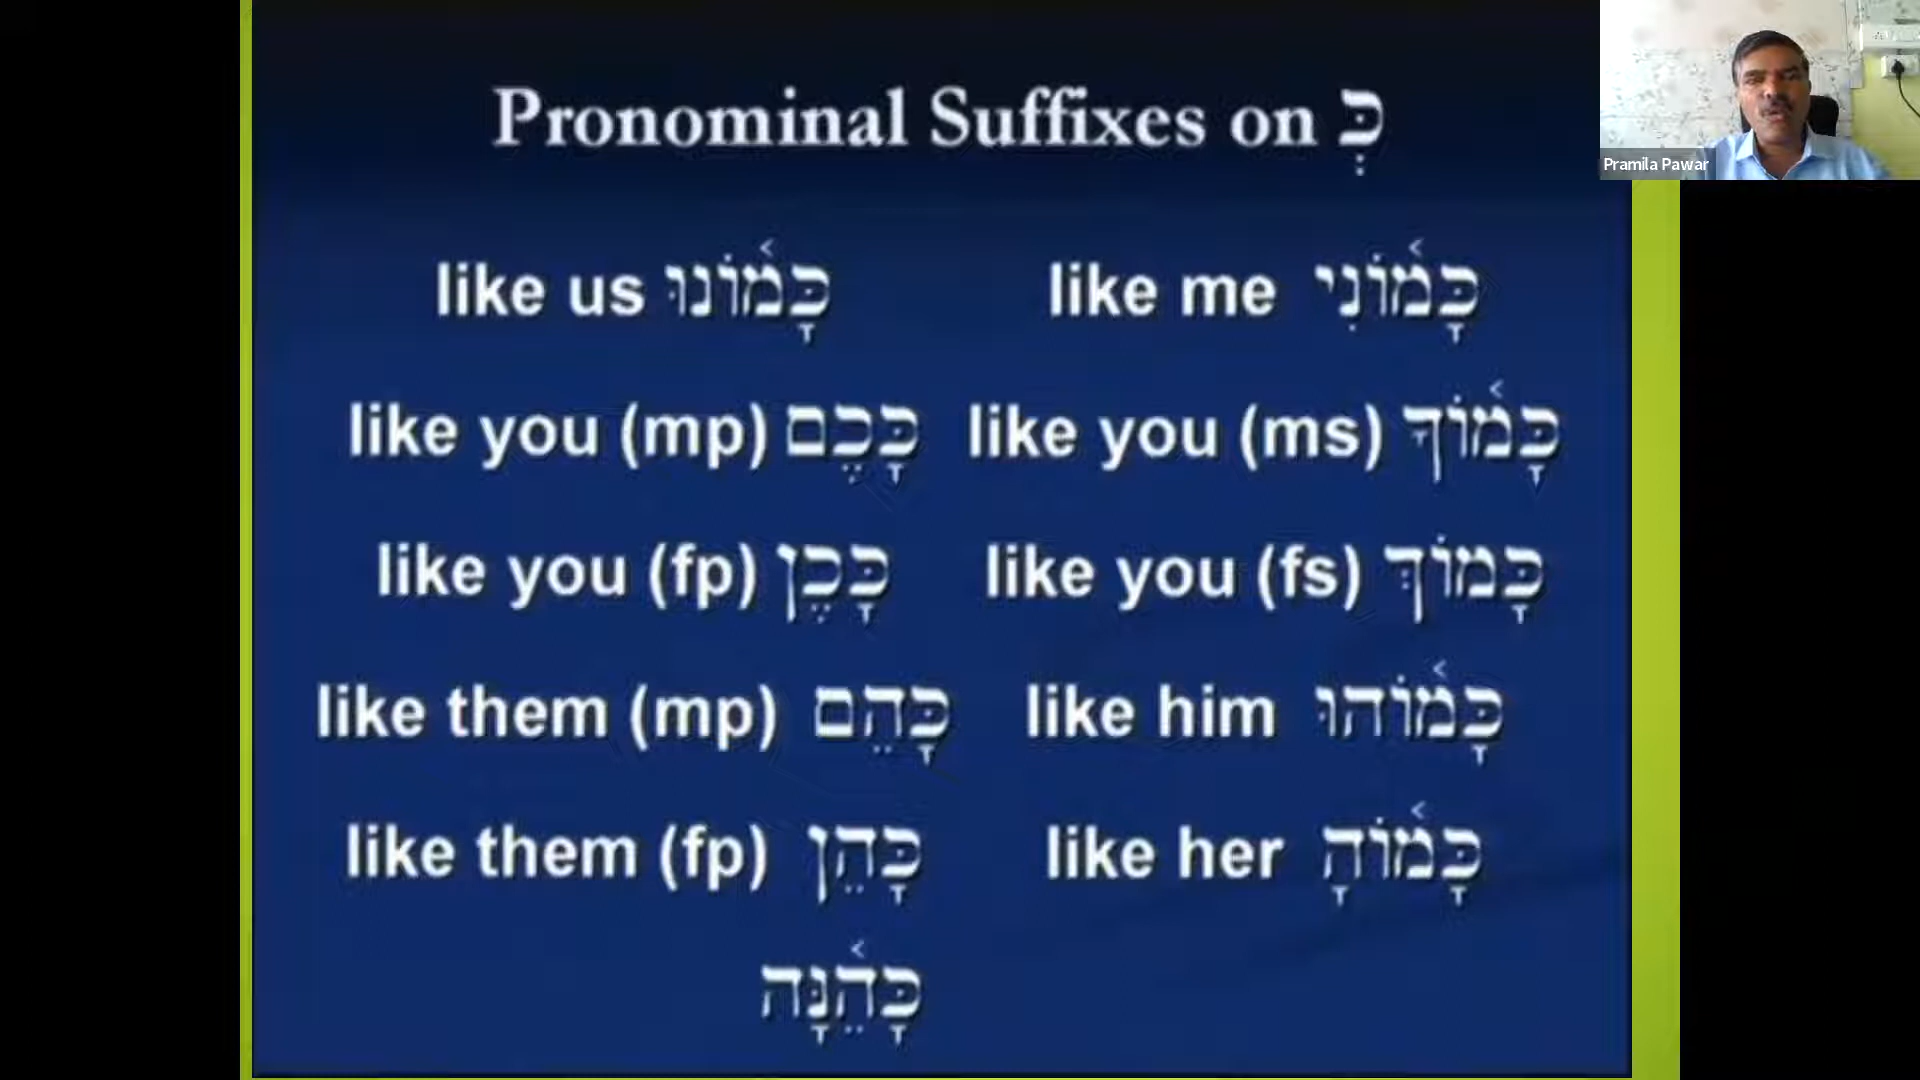 Pronominal Suffixes on כְּ
Pramila Pawar
like us כָּמ֫וֹנוּ
like me כָּמ֫וֹנִי
like you (mp) כָּכֶם
like you (ms) כָּמ֫וֹךָ
like you (fp) כָּכֶן
like you (fs) כָּמוֹךְ
like them (mp) כָּהֵם
like him כָּמ֫וֹהוּ
like them (fp) כָּהֵן
like her כָּמ֫וֹהָ
כָּהֵ֫נָּה